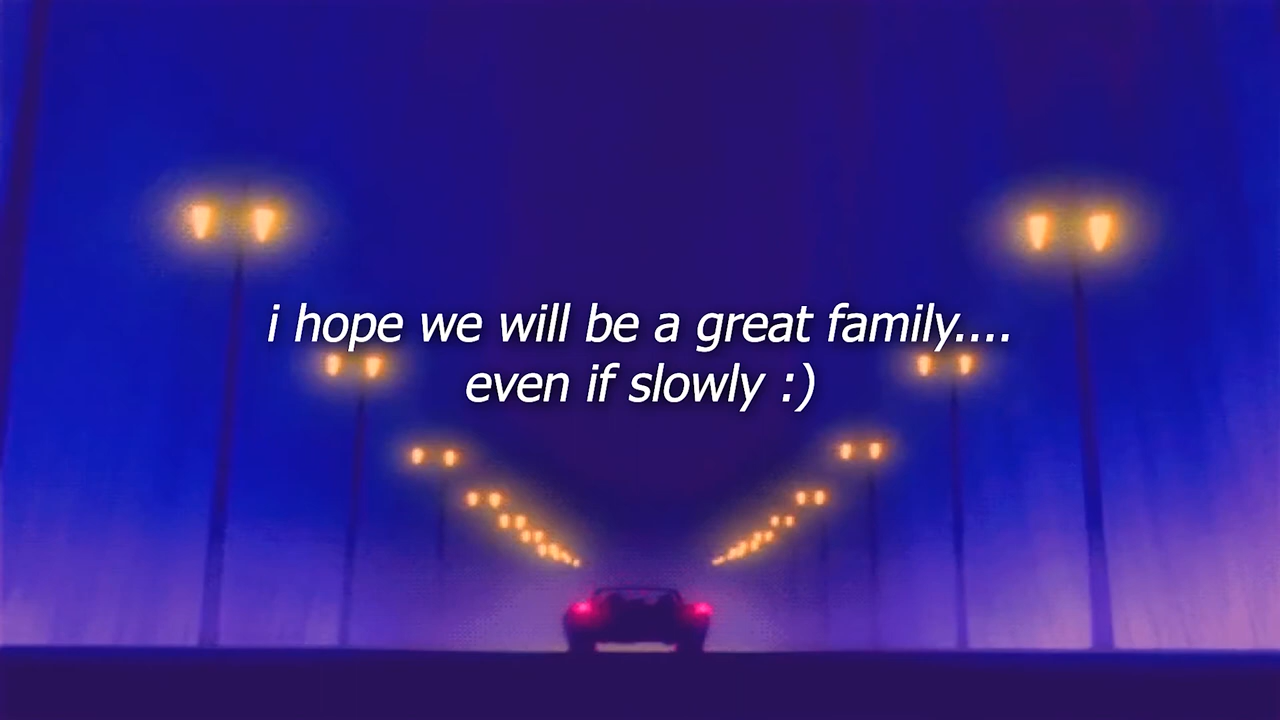 i hope we will be a great family....
even if slowly :)